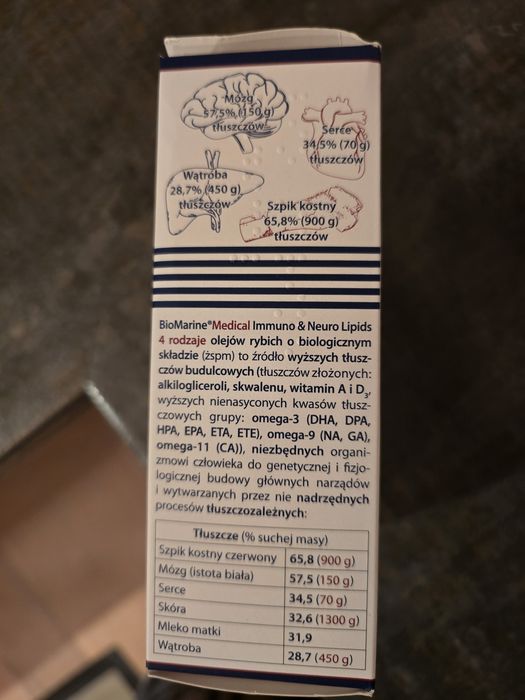 Mózg
57,5% (150 g)
tłuszczów
Serce
34,5% (70 g)
tłuszczów
Wątroba
28,7% (450 g)
tłuszczów
Szpik kostny
65,8% (900 g)
tłuszczów
BioMarine®Medical Immuno & Neuro Lipids
4 rodzaje olejów rybich o biologicznym
składzie (żspm) to źródło wyższych tłusz-
czów budulcowych (tłuszczów złożonych:
alkilogliceroli, skwalenu, witamin A i D₃,
wyższych nienasyconych kwasów tłusz-
czowych grupy: omega-3 (DHA, DPA,
HPA, EPA, ETA, ETE), omega-9 (NA, GA),
omega-11 (CA)), niezbędnych organi-
zmowi człowieka do genetycznej i fizjo-
logicznej budowy głównych narządów
i wytwarzanych przez nie nadrzędnych
procesów tłuszczozależnych:
Tłuszcze (% suchej masy)
Szpik kostny czerwony 65,8 (900 g)
Mózg (istota biała) 57,5 (150 g)
Serce 34,5 (70 g)
Skóra 32,6 (1300 g)
Mleko matki 31,9
Wątroba 28,7 (450 g)